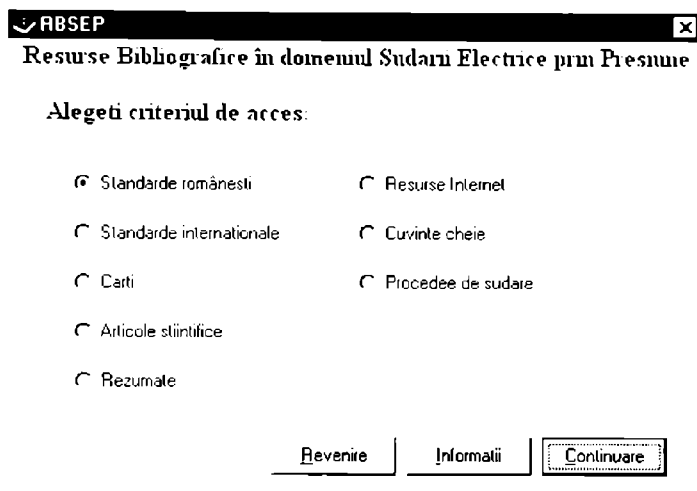 ABSEP
Resurse Bibliografice în domeniul Sudarii Electrice prin Presiune
Alegeti criteriul de acces:
Standarde românesti
Resurse Internet
Standarde internationale
Cuvinte cheie
Carti
Procedee de sudare
Articole stiintifice
Rezumate
Revenire
Informatii
Continuare